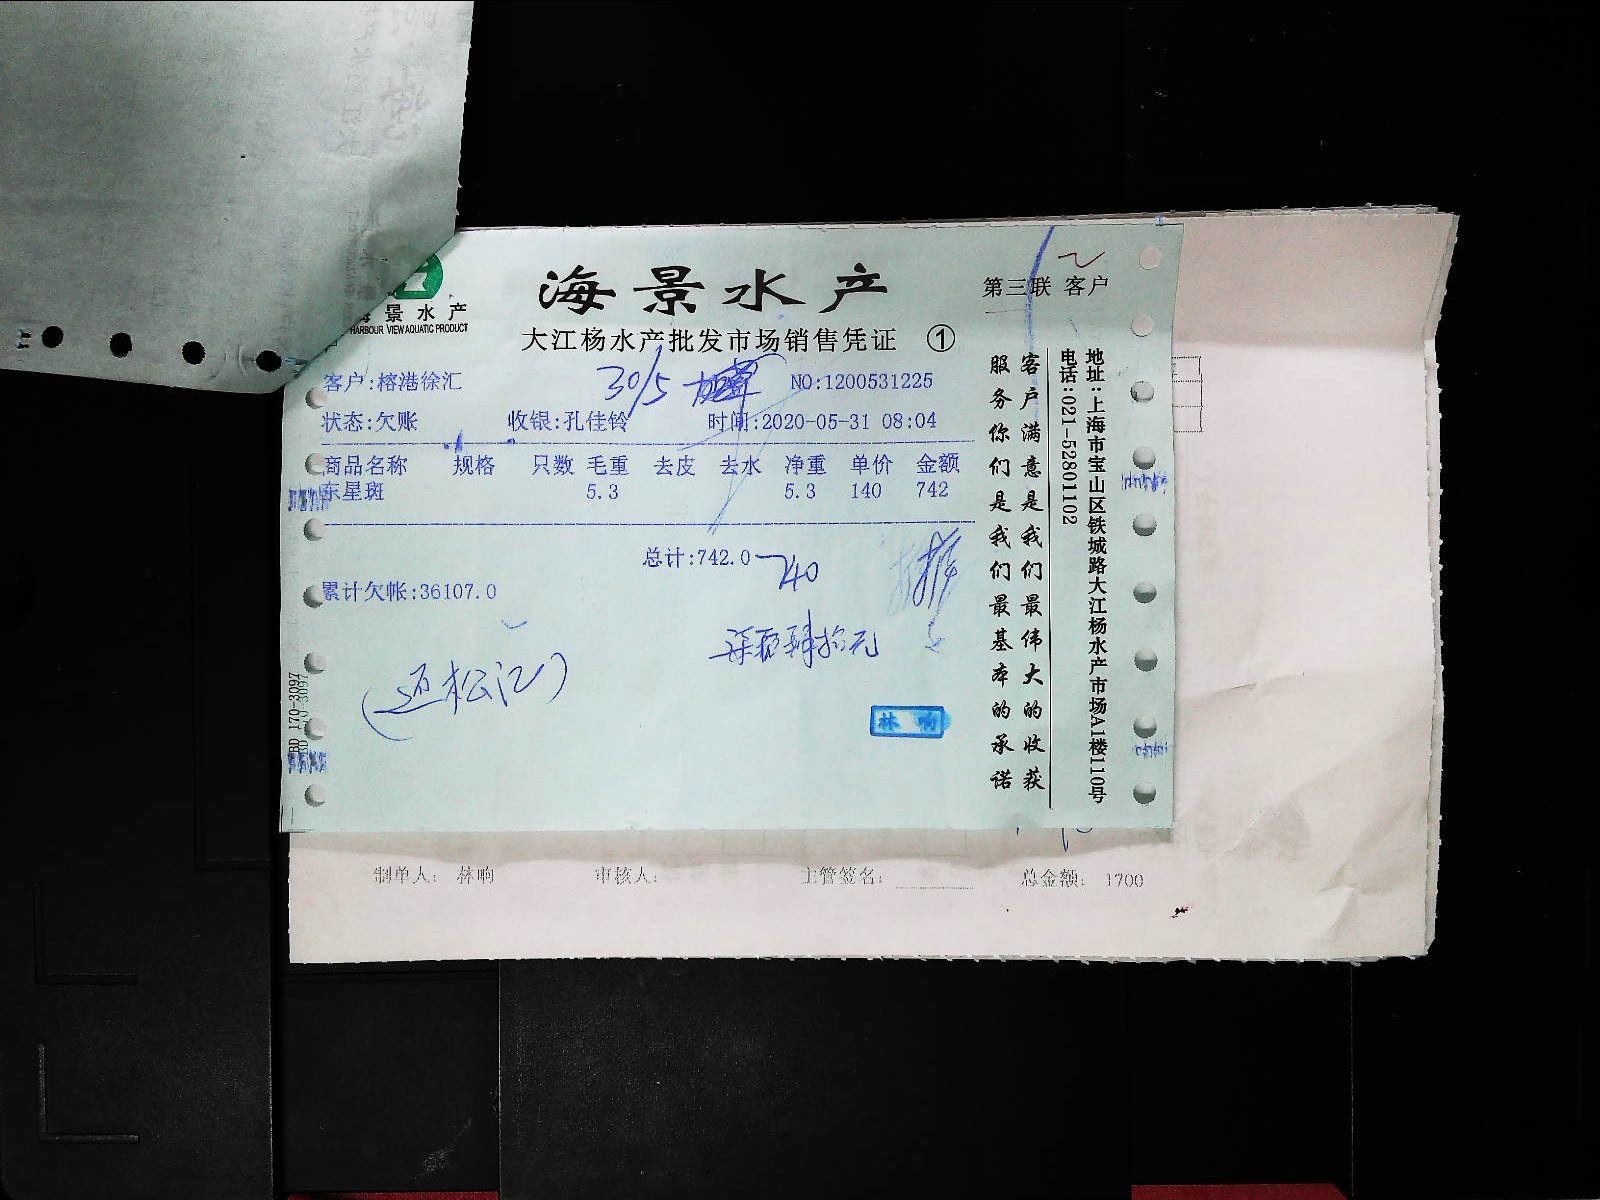 海景水产
第三联 客户
景水产
HARBOUR VIEW AQUATIC PRODUCT
大江杨水产批发市场销售凭证 ①
客户:榕港徐汇
30/5
NO:1200531225
状态:欠账 收银:孔佳铃 时间:2020-05-31 08:04
商品名称 规格 只数 毛重 去皮 去水 净重 单价 金额
东星斑 5.3 5.3 140 742
总计:742.0
740
累计欠帐:36107.0
柒百肆拾元
林响
客户满意是我们最伟大的收获
服务你们是我们最基本的承诺
地址:上海市宝山区铁城路大江杨水产市场A1楼110号
电话:021-52801102
BD 170-3097
制单人: 林响 审核人: 主管签名: 总金额: 1700